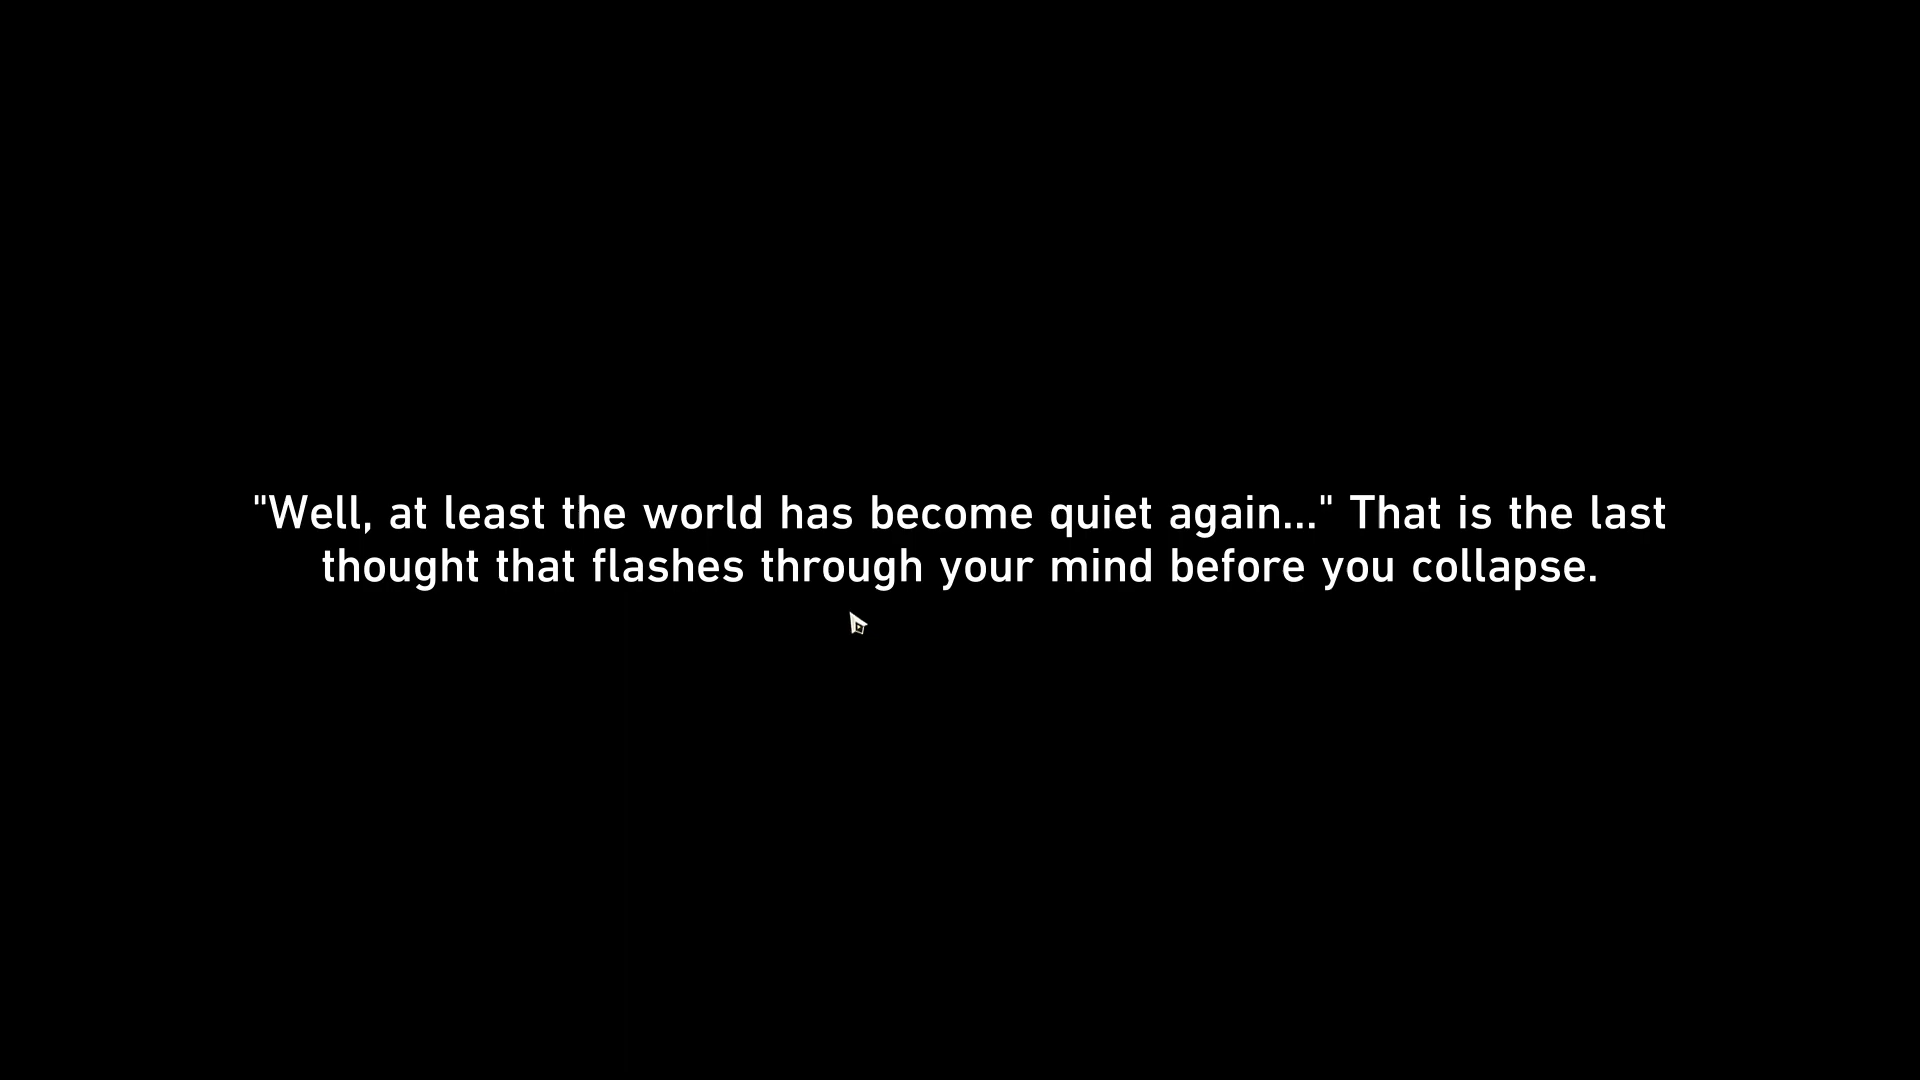 "Well, at least the world has become quiet again..." That is the last
thought that flashes through your mind before you collapse.